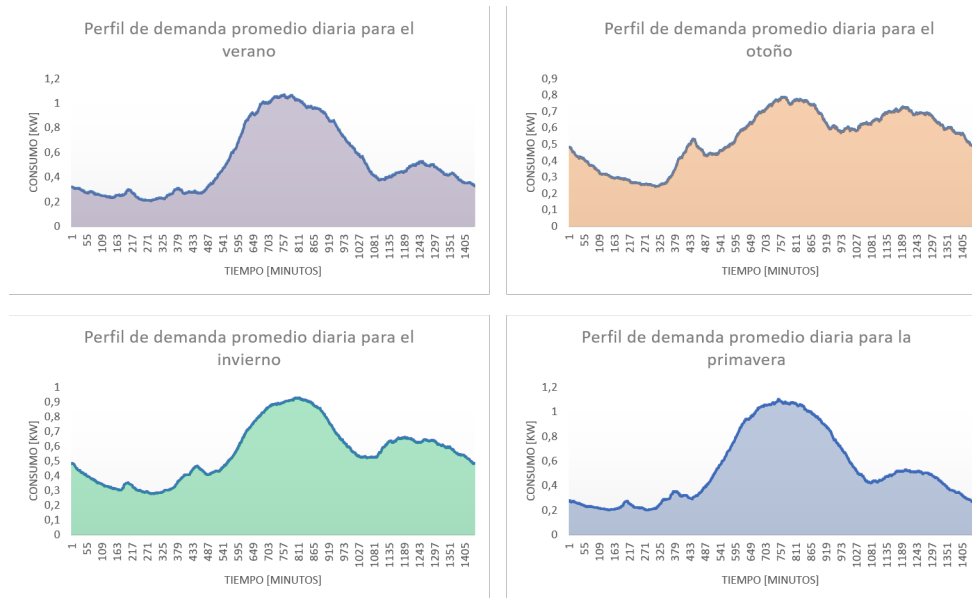 Perfil de demanda promedio diaria para el
verano
CONSUMO [KW]
1,2
1
0,8
0,6
0,4
0,2
0
1 55 109 163 217 271 325 379 433 487 541 595 649 703 757 811 865 919 973 1027 1081 1135 1189 1243 1297 1351 1405
TIEMPO [MINUTOS]
Perfil de demanda promedio diaria para el
otoño
CONSUMO [KW]
0,9
0,8
0,7
0,6
0,5
0,4
0,3
0,2
0,1
0
1 55 109 163 217 271 325 379 433 487 541 595 649 703 757 811 865 919 973 1027 1081 1135 1189 1243 1297 1351 1405
TIEMPO [MINUTOS]
Perfil de demanda promedio diaria para el
invierno
CONSUMO [KW]
1
0,9
0,8
0,7
0,6
0,5
0,4
0,3
0,2
0,1
0
1 55 109 163 217 271 325 379 433 487 541 595 649 703 757 811 865 919 973 1027 1081 1135 1189 1243 1297 1351 1405
TIEMPO [MINUTOS]
Perfil de demanda promedio diaria para la
primavera
CONSUMO [KW]
1,2
1
0,8
0,6
0,4
0,2
0
1 55 109 163 217 271 325 379 433 487 541 595 649 703 757 811 865 919 973 1027 1081 1135 1189 1243 1297 1351 1405
TIEMPO [MINUTOS]